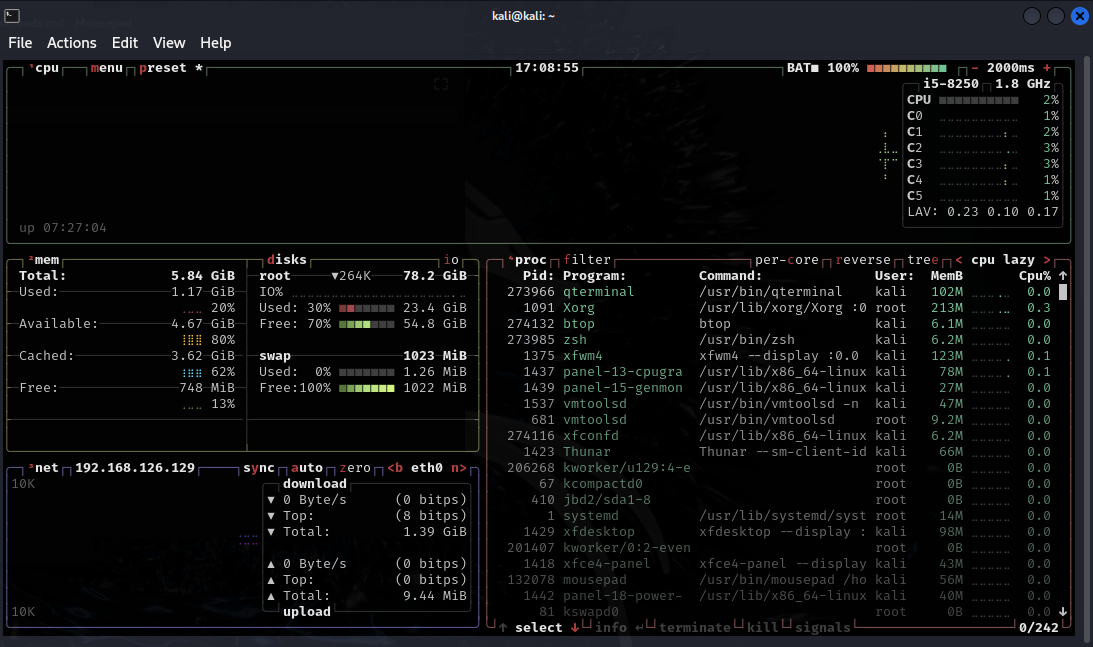 kali@kali: ~
File Actions Edit View Help
¹cpu menu preset * 17:08:55 BAT■ 100% - 2000ms +
i5-8250 1.8 GHz
CPU 2%
C0 1%
C1 2%
C2 3%
C3 3%
C4 1%
C5 1%
LAV: 0.23 0.10 0.17
up 07:27:04
²mem disks io
Total: 5.84 GiB
Used: 1.17 GiB
20%
Available: 4.67 GiB
80%
Cached: 3.62 GiB
62%
Free: 748 MiB
13%
root ▼264K 78.2 GiB
IO%
Used: 30% 23.4 GiB
Free: 70% 54.8 GiB
swap 1023 MiB
Used: 0% 1.26 MiB
Free:100% 1022 MiB
³net 192.168.126.129 sync auto zero <b eth0 n>
10K
download
▼ 0 Byte/s (0 bitps)
▼ Top: (8 bitps)
▼ Total: 1.39 GiB
▲ 0 Byte/s (0 bitps)
▲ Top: (0 bitps)
▲ Total: 9.44 MiB
upload
10K
⁴proc filter per-core reverse tree < cpu lazy >
Pid: Program: Command: User: MemB Cpu% ↑
273966 qterminal /usr/bin/qterminal kali 102M 0.0
1091 Xorg /usr/lib/xorg/Xorg :0 root 213M 0.3
274132 btop btop kali 6.1M 0.0
273985 zsh /usr/bin/zsh kali 6.2M 0.0
1375 xfwm4 xfwm4 --display :0.0 kali 123M 0.1
1437 panel-13-cpugra /usr/lib/x86_64-linux kali 78M 0.1
1439 panel-15-genmon /usr/lib/x86_64-linux kali 27M 0.0
1537 vmtoolsd /usr/bin/vmtoolsd -n kali 47M 0.0
681 vmtoolsd /usr/bin/vmtoolsd root 9.2M 0.0
274116 xfconfd /usr/lib/x86_64-linux kali 6.2M 0.0
1423 Thunar Thunar --sm-client-id kali 66M 0.0
206268 kworker/u129:4-e root 0B 0.0
67 kcompactd0 root 0B 0.0
410 jbd2/sda1-8 root 0B 0.0
1 systemd /usr/lib/systemd/syst root 14M 0.0
1429 xfdesktop xfdesktop --display : kali 98M 0.0
201407 kworker/0:2-even root 0B 0.0
1418 xfce4-panel xfce4-panel --display kali 43M 0.0
132078 mousepad /usr/bin/mousepad /ho kali 56M 0.0
1442 panel-18-power- /usr/lib/x86_64-linux kali 40M 0.0
81 kswapd0 root 0B 0.0 ↓
↑ select ↓ info ↵ terminate kill signals 0/242